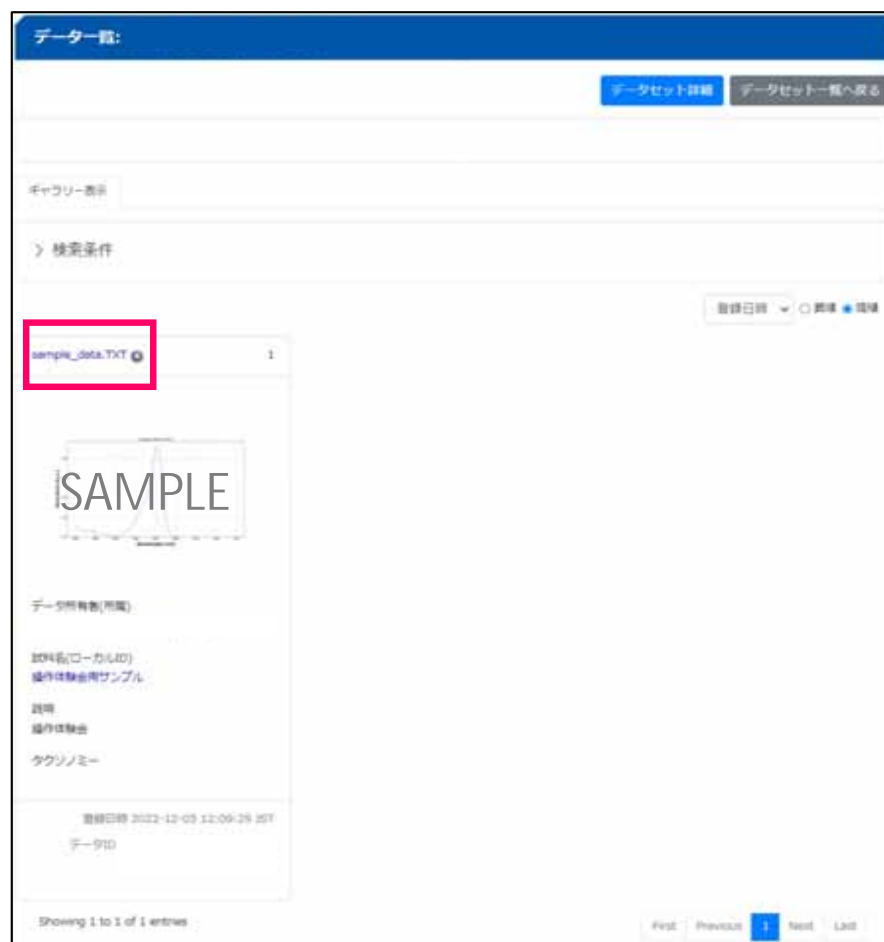 データ一覧:
データセット詳細 データセット一覧へ戻る
ギャラリー表示
検索条件
登録日時 昇順 降順
sample_data.TXT 1
SAMPLE
データ所有者(所属)
試料名(ローカルID)
操作体験会用サンプル
説明
操作体験会
タクソノミー
登録日時 2022-12-05 12:09:29 JST
データID
Showing 1 to 1 of 1 entries
First Previous 1 Next Last